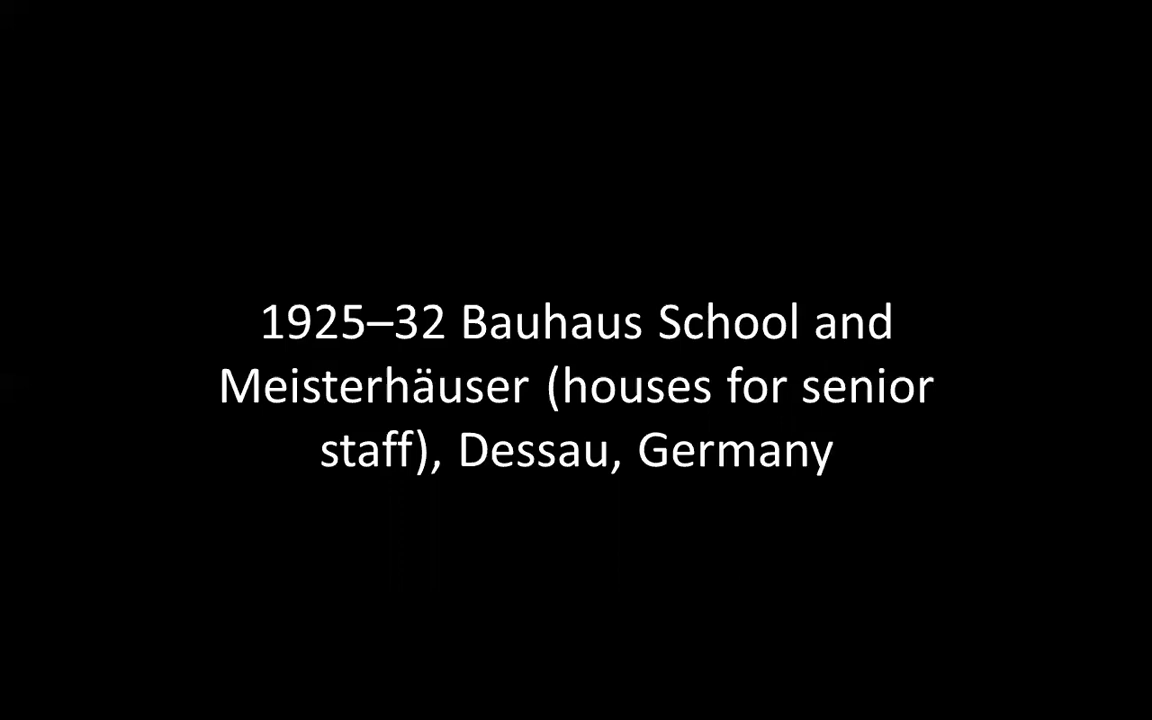 1925–32 Bauhaus School and
Meisterhäuser (houses for senior
staff), Dessau, Germany